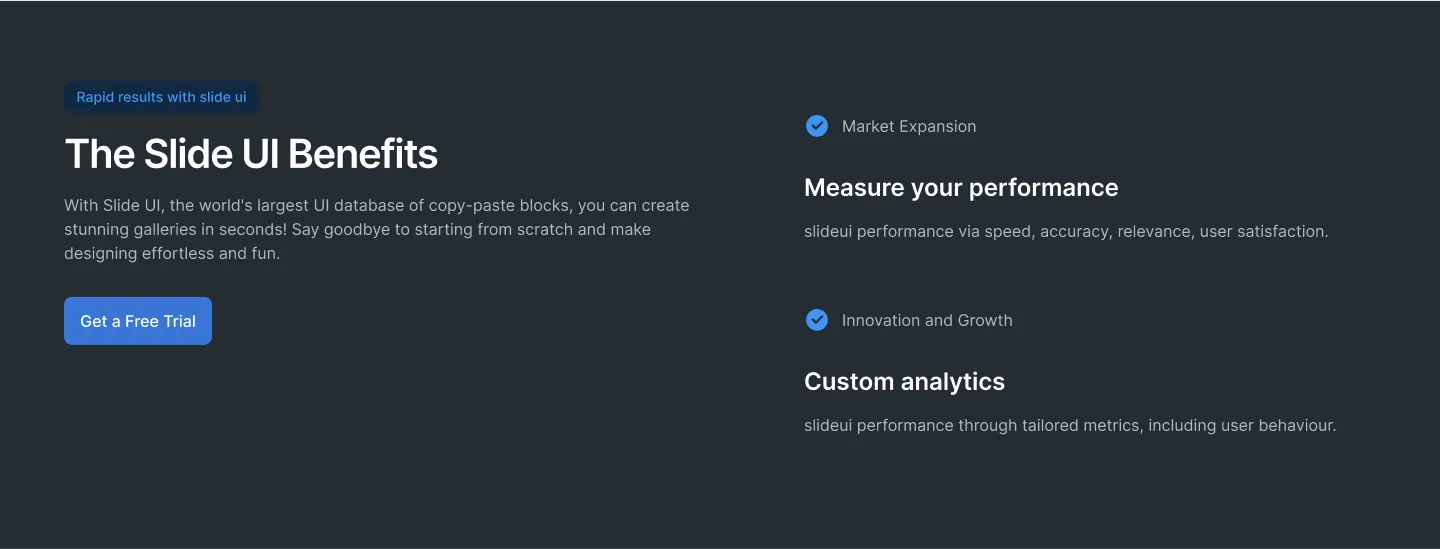 Rapid results with slide ui
The Slide UI Benefits
With Slide UI, the world's largest UI database of copy-paste blocks, you can create
stunning galleries in seconds! Say goodbye to starting from scratch and make
designing effortless and fun.
Get a Free Trial
Market Expansion
Measure your performance
slideui performance via speed, accuracy, relevance, user satisfaction.
Innovation and Growth
Custom analytics
slideui performance through tailored metrics, including user behaviour.